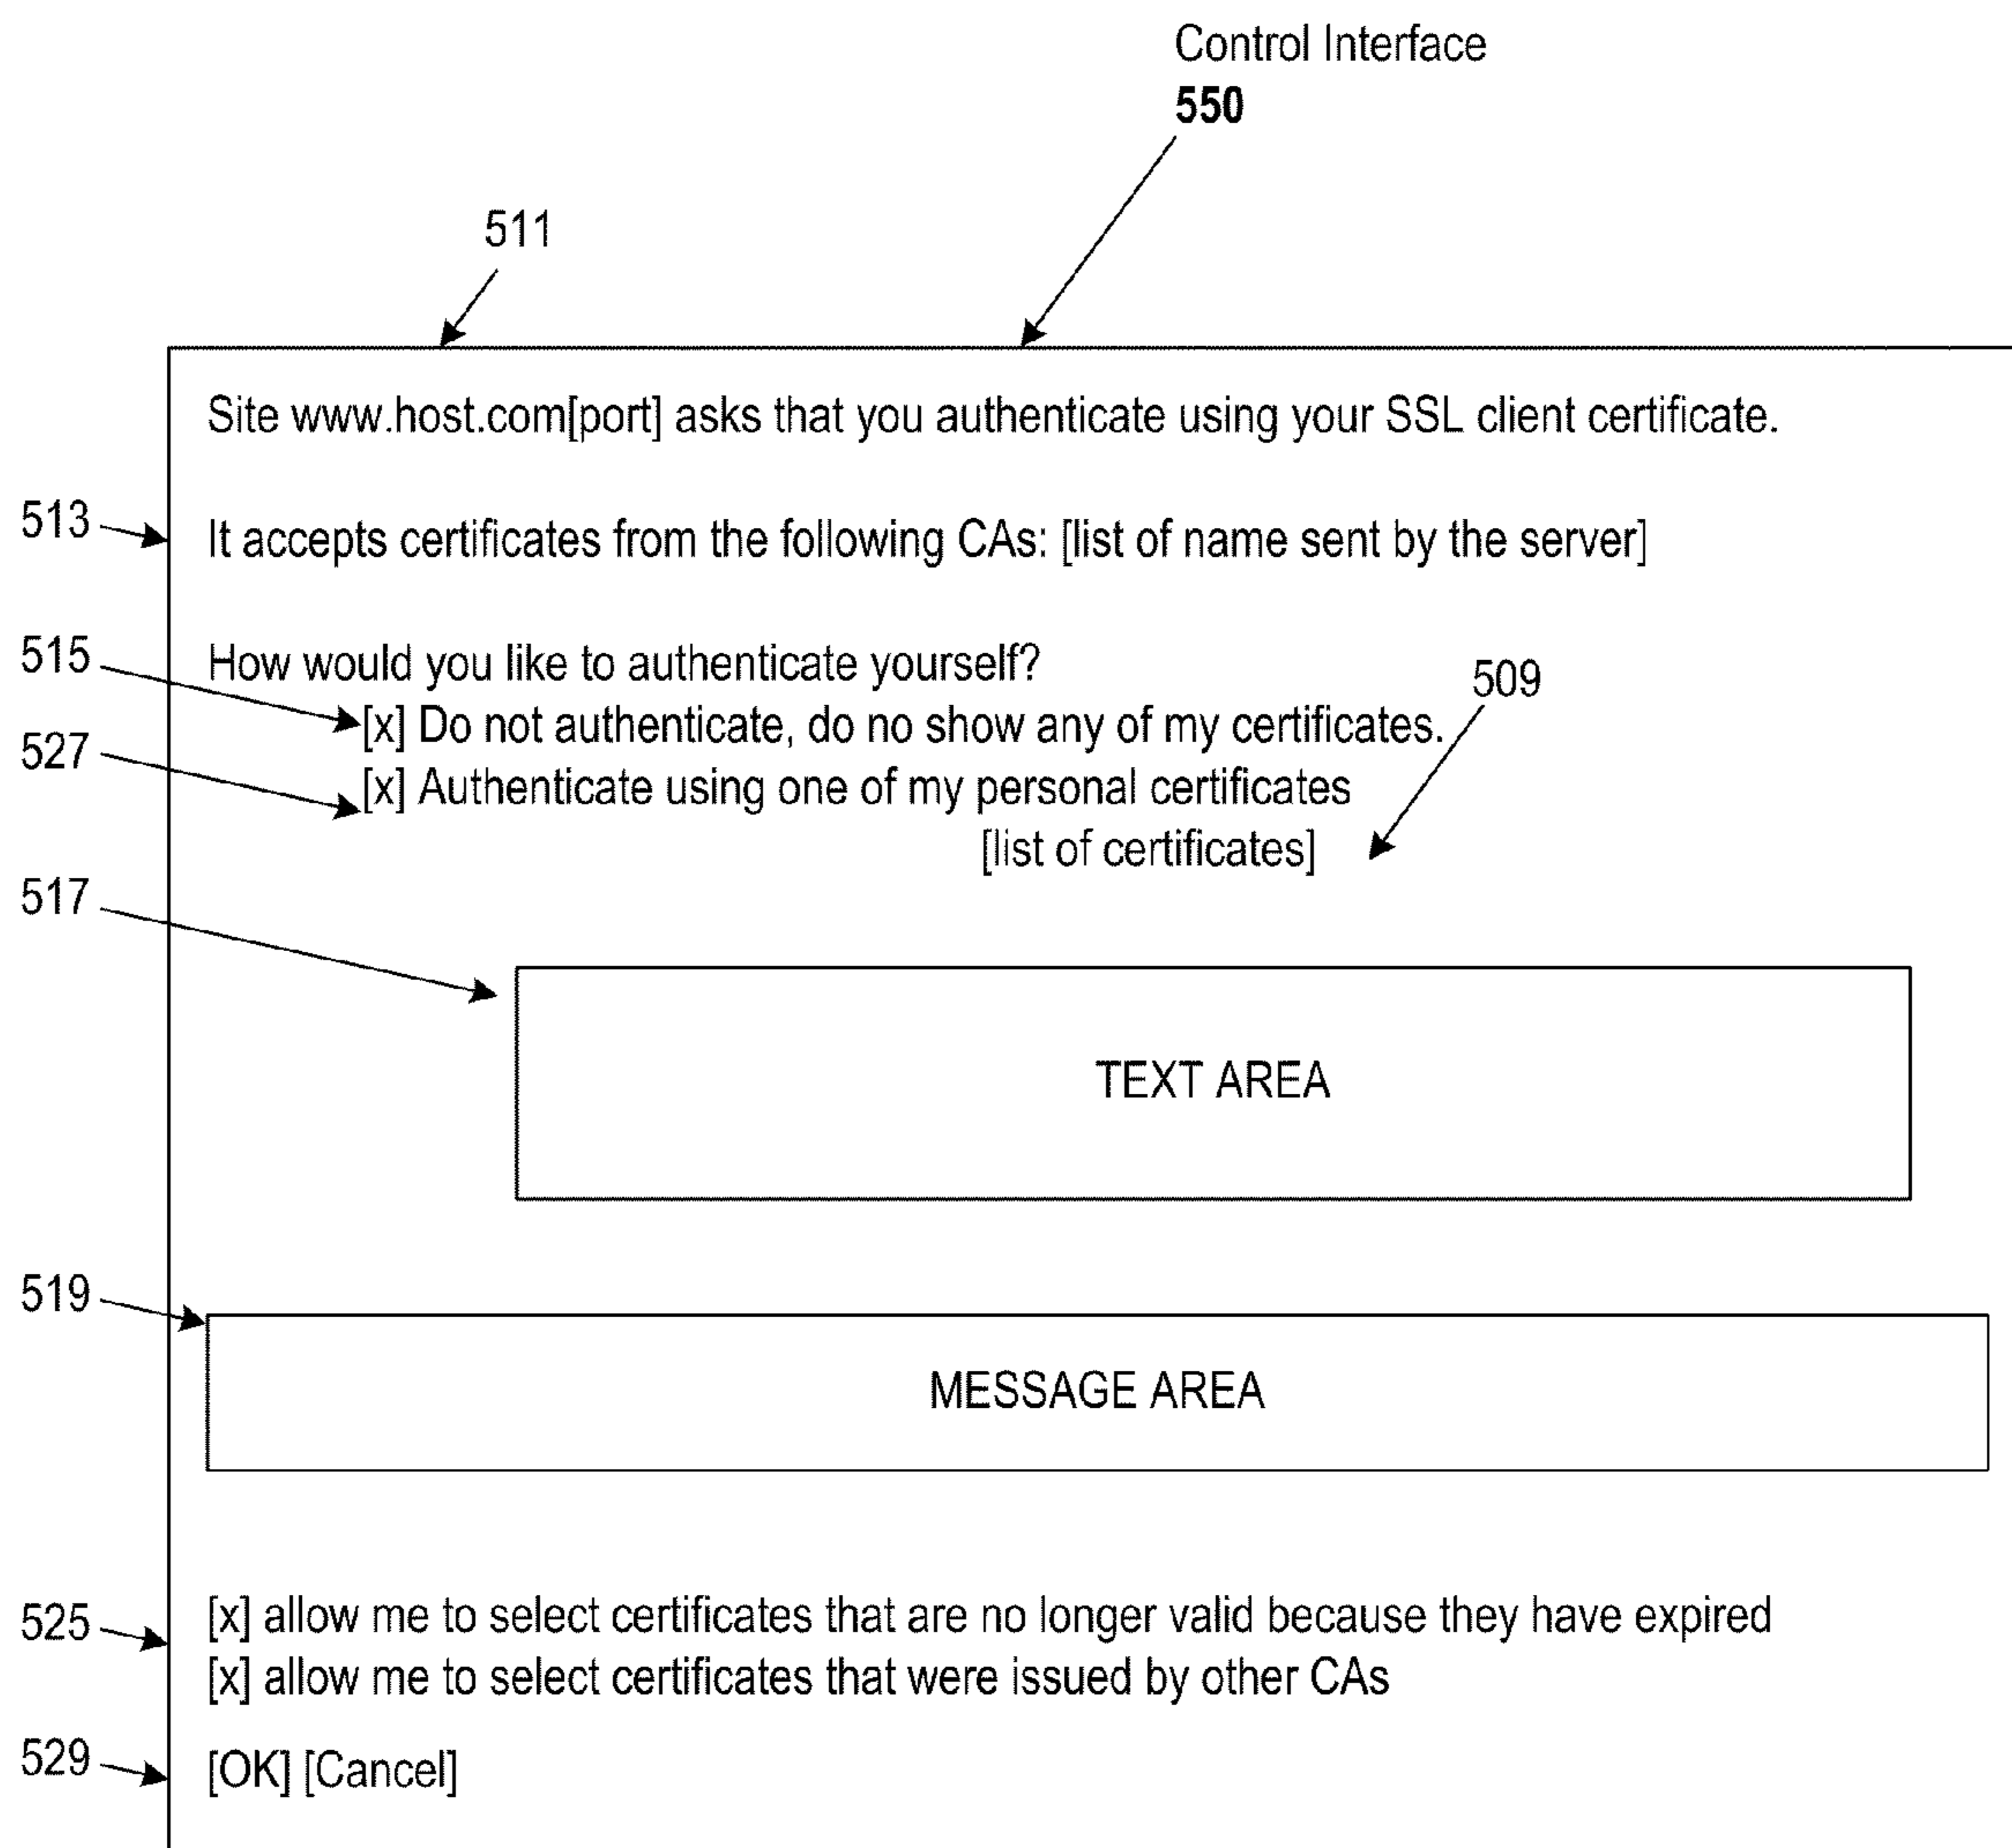 Control Interface
550
511
Site www.host.com[port] asks that you authenticate using your SSL client certificate.
513
It accepts certificates from the following CAs: [list of name sent by the server]
515
How would you like to authenticate yourself?
509
[x] Do not authenticate, do no show any of my certificates.
527
[x] Authenticate using one of my personal certificates
[list of certificates]
517
TEXT AREA
519
MESSAGE AREA
525
[x] allow me to select certificates that are no longer valid because they have expired
[x] allow me to select certificates that were issued by other CAs
529
[OK] [Cancel]